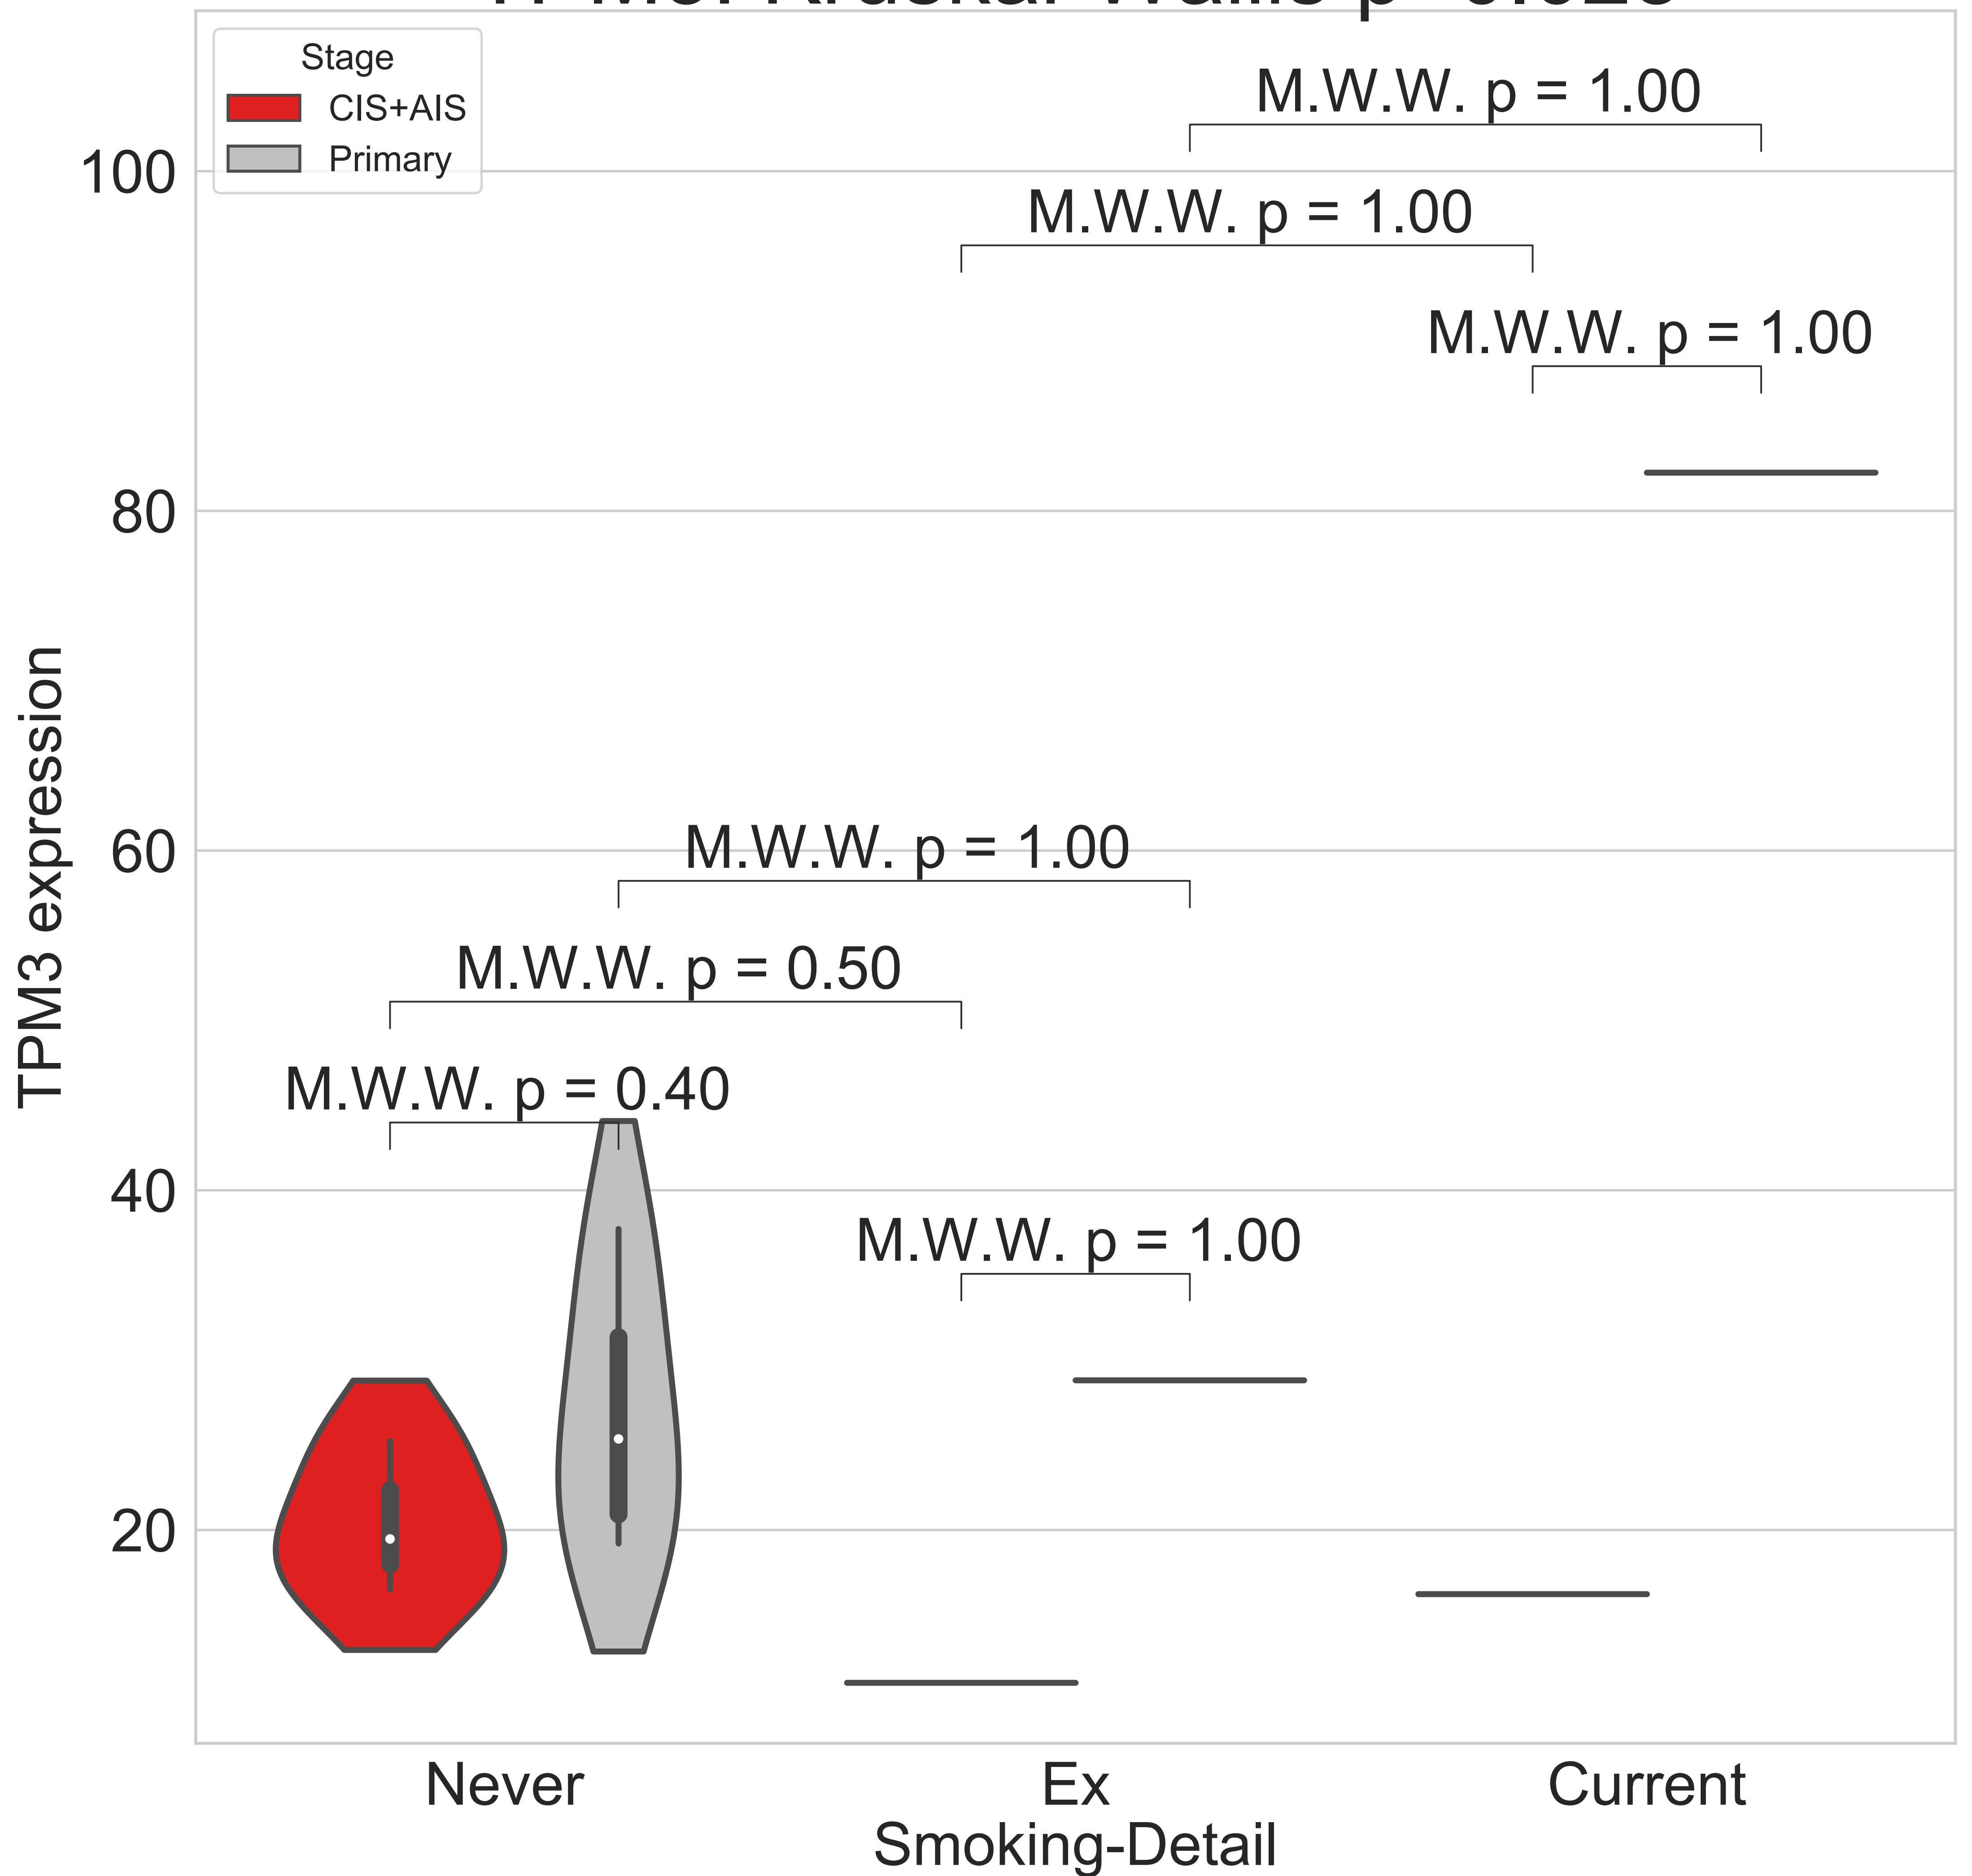 Stage
CIS+AIS
Primary
M.W.W. p = 1.00
M.W.W. p = 1.00
M.W.W. p = 1.00
M.W.W. p = 1.00
M.W.W. p = 0.50
M.W.W. p = 0.40
M.W.W. p = 1.00
100
80
60
40
20
TPM3 expression
Never
Ex
Current
Smoking-Detail